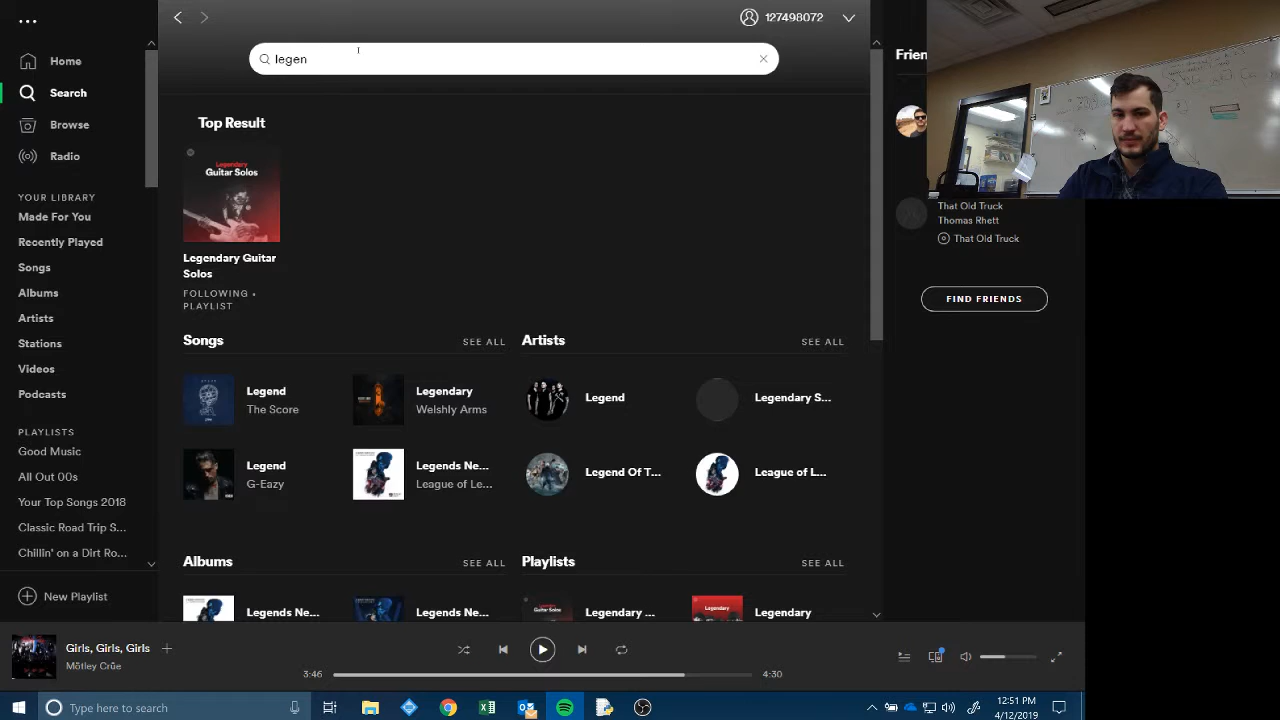 127498072
legen
Home
Search
Browse
Radio
YOUR LIBRARY
Made For You
Recently Played
Songs
Albums
Artists
Stations
Videos
Podcasts
PLAYLISTS
Good Music
All Out 00s
Your Top Songs 2018
Classic Road Trip S...
Chillin' on a Dirt Ro...
New Playlist
Top Result
Legendary
Guitar Solos
Legendary Guitar
Solos
FOLLOWING •
PLAYLIST
Songs
SEE ALL
Legend
The Score
Legendary
Welshly Arms
Legend
G-Eazy
Legends Ne...
League of Le...
Artists
SEE ALL
Legend
Legendary S...
Legend Of T...
League of L...
Albums
SEE ALL
Legends Ne...
Legends Ne...
Playlists
SEE ALL
Legendary
Guitar Solos
Legendary ...
Legendary
Legendary
Frien
That Old Truck
Thomas Rhett
That Old Truck
FIND FRIENDS
Girls, Girls, Girls
Mötley Crüe
3:46
4:30
Type here to search
12:51 PM
4/12/2019